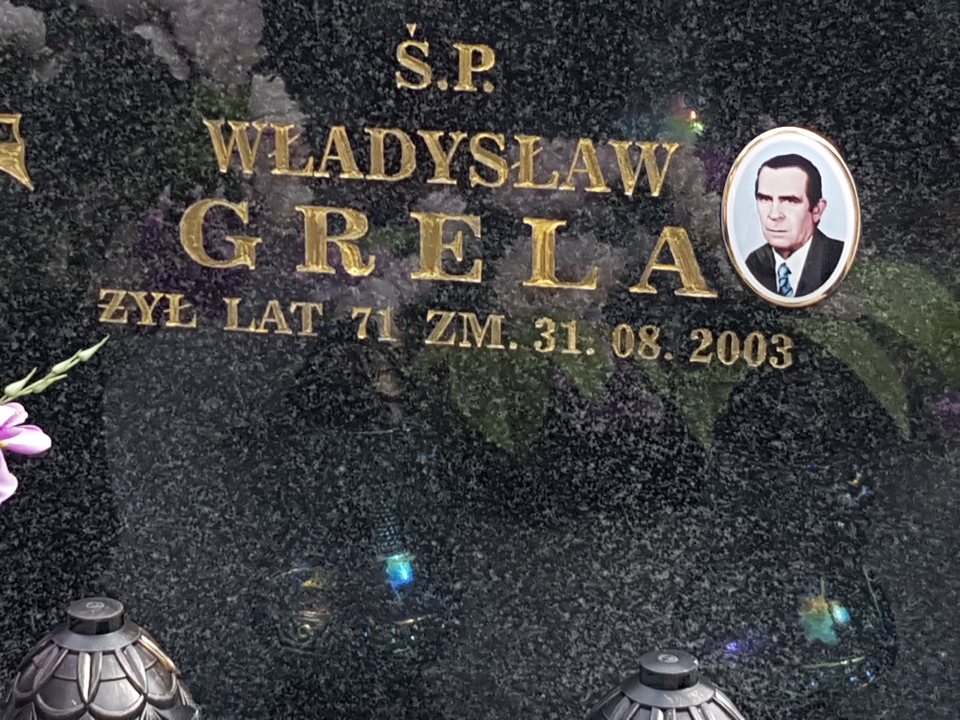 Ś.P.
WŁADYSŁAW
GRELA
ŻYŁ LAT 71 ZM. 31. 08. 2003